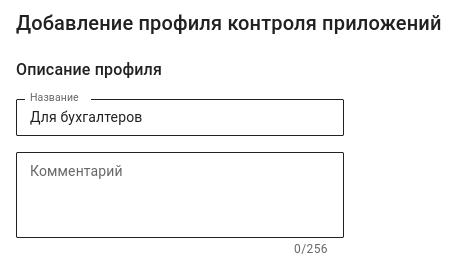 Добавление профиля контроля приложений
Описание профиля
Название
Для бухгалтеров
Комментарий
0/256